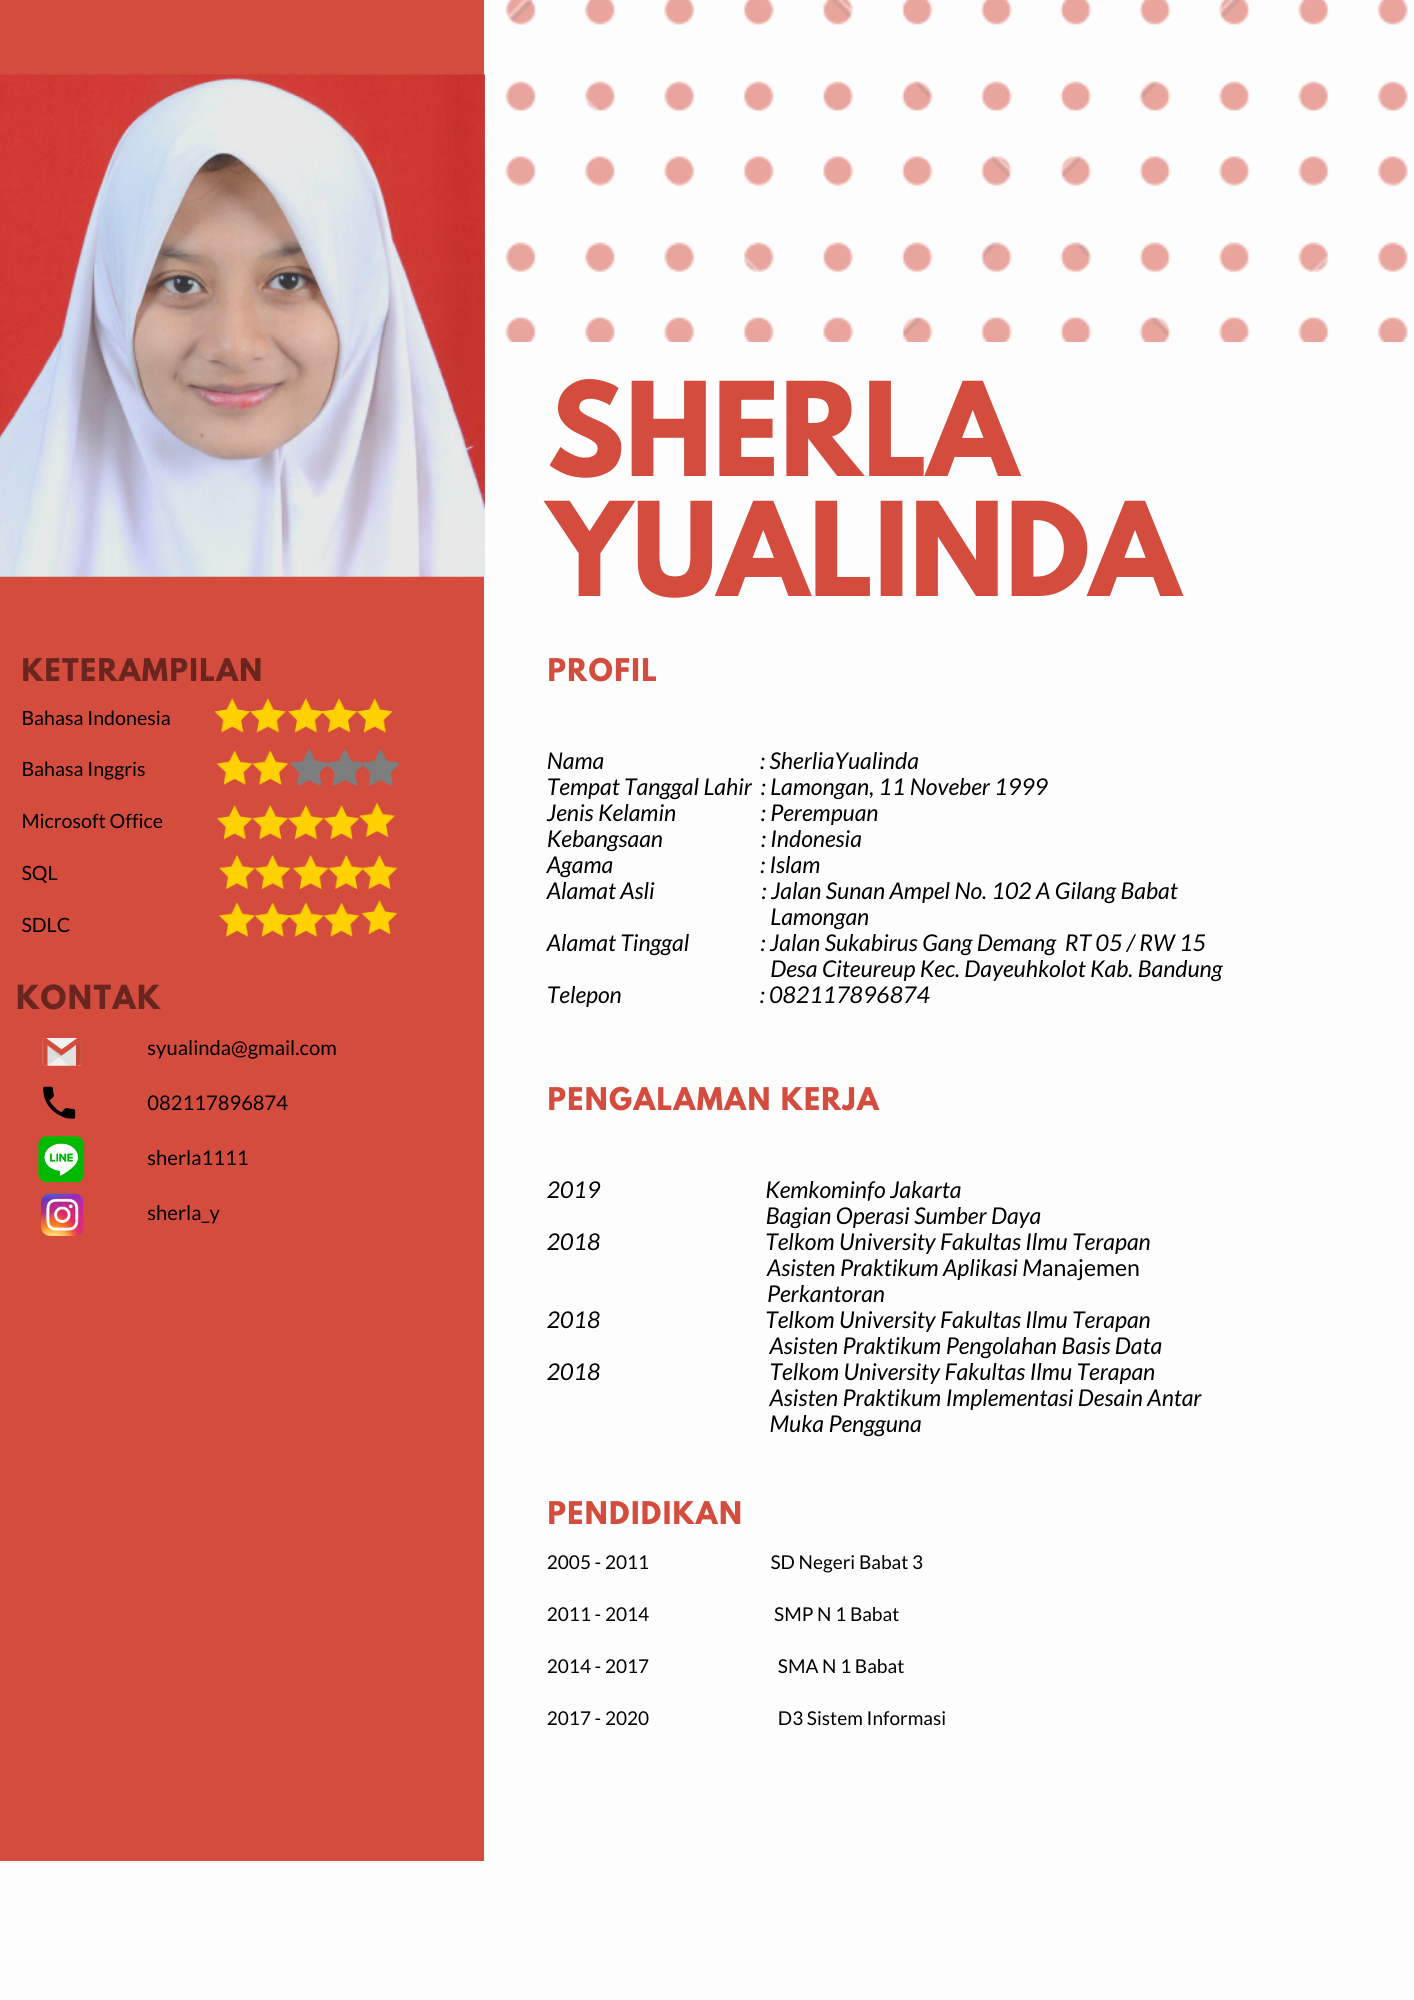 SHERLA
YUALINDA
KETERAMPILAN
Bahasa Indonesia
Bahasa Inggris
Microsoft Office
SQL
SDLC
KONTAK
syualinda@gmail.com
082117896874
LINE
sherla1111
sherla_y
PROFIL
Nama : SherliaYualinda
Tempat Tanggal Lahir : Lamongan, 11 Noveber 1999
Jenis Kelamin : Perempuan
Kebangsaan : Indonesia
Agama : Islam
Alamat Asli : Jalan Sunan Ampel No. 102 A Gilang Babat
Lamongan
Alamat Tinggal : Jalan Sukabirus Gang Demang RT 05 / RW 15
Desa Citeureup Kec. Dayeuhkolot Kab. Bandung
Telepon : 082117896874
PENGALAMAN KERJA
2019 Kemkominfo Jakarta
Bagian Operasi Sumber Daya
2018 Telkom University Fakultas Ilmu Terapan
Asisten Praktikum Aplikasi Manajemen
Perkantoran
2018 Telkom University Fakultas Ilmu Terapan
Asisten Praktikum Pengolahan Basis Data
2018 Telkom University Fakultas Ilmu Terapan
Asisten Praktikum Implementasi Desain Antar
Muka Pengguna
PENDIDIKAN
2005 - 2011 SD Negeri Babat 3
2011 - 2014 SMP N 1 Babat
2014 - 2017 SMA N 1 Babat
2017 - 2020 D3 Sistem Informasi